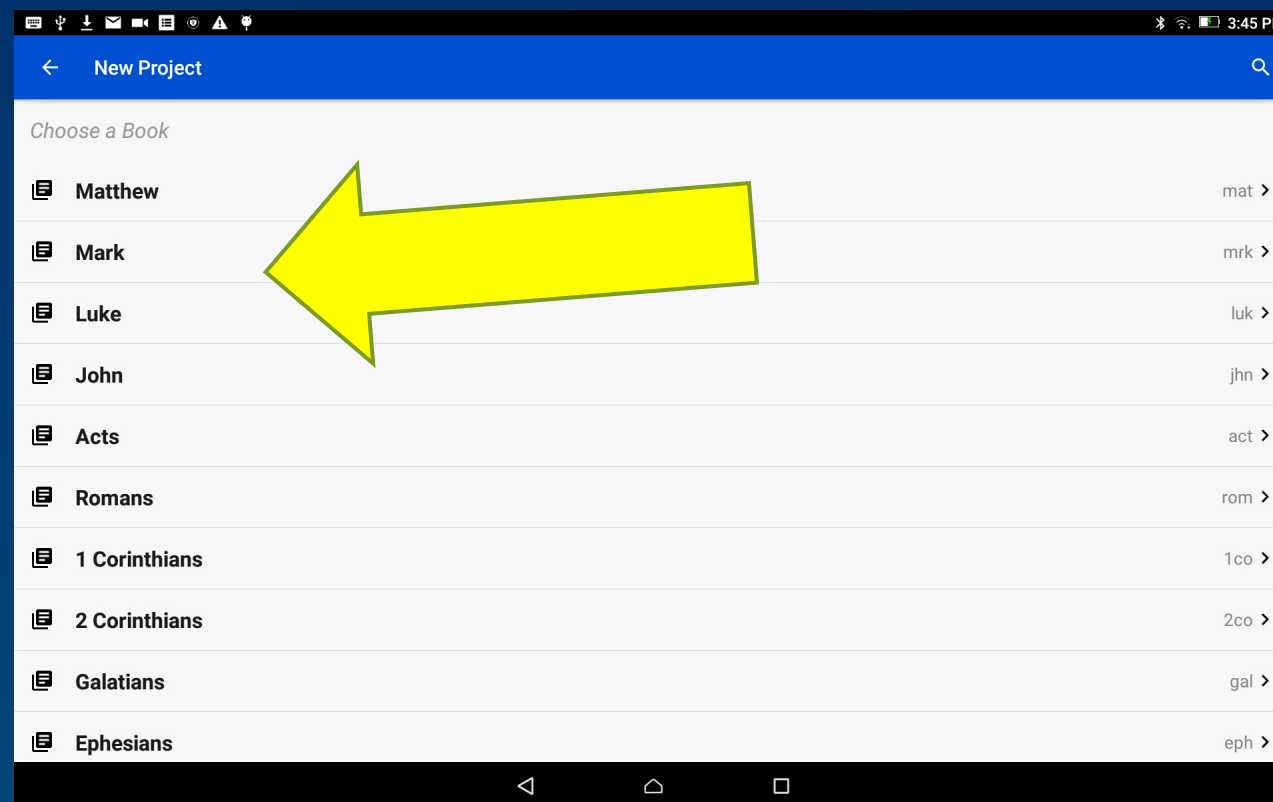 3:45 P
New Project
Choose a Book
Matthew mat
Mark mrk
Luke luk
John jhn
Acts act
Romans rom
1 Corinthians 1co
2 Corinthians 2co
Galatians gal
Ephesians eph